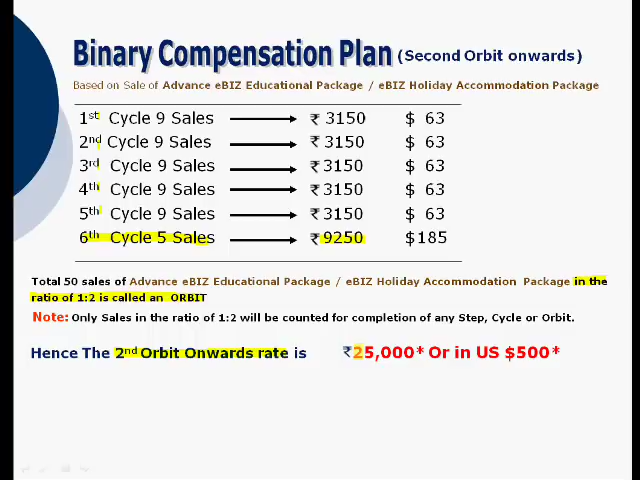 Binary Compensation Plan (Second Orbit onwards)
Based on Sale of Advance eBIZ Educational Package / eBIZ Holiday Accommodation Package
1st Cycle 9 Sales ₹ 3150 $ 63
2nd Cycle 9 Sales ₹ 3150 $ 63
3rd Cycle 9 Sales ₹ 3150 $ 63
4th Cycle 9 Sales ₹ 3150 $ 63
5th Cycle 9 Sales ₹ 3150 $ 63
6th Cycle 5 Sales ₹ 9250 $185
Total 50 sales of Advance eBIZ Educational Package / eBIZ Holiday Accommodation Package in the
ratio of 1:2 is called an ORBIT
Note: Only Sales in the ratio of 1:2 will be counted for completion of any Step, Cycle or Orbit.
Hence The 2nd Orbit Onwards rate is ₹25,000* Or in US $500*